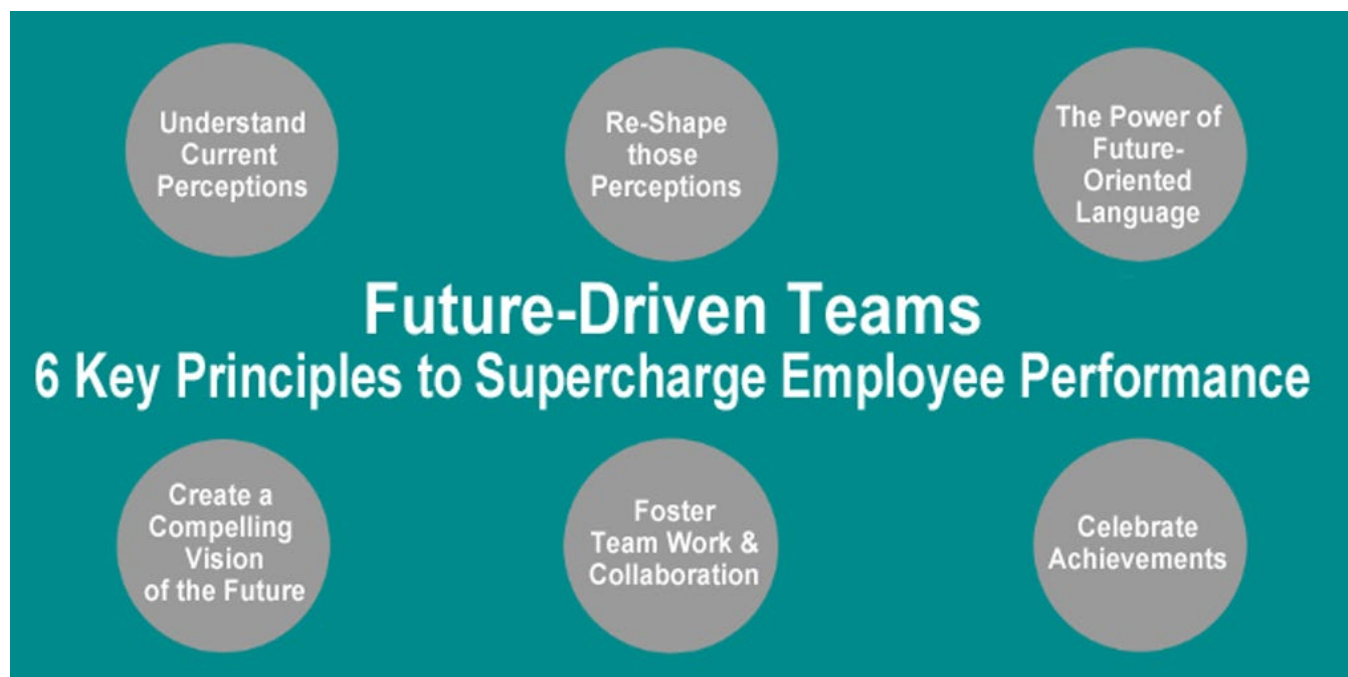 Understand
Current
Perceptions
Re-Shape
those
Perceptions
The Power of
Future-
Oriented
Language
Future-Driven Teams
6 Key Principles to Supercharge Employee Performance
Create a
Compelling
Vision
of the Future
Foster
Team Work &
Collaboration
Celebrate
Achievements